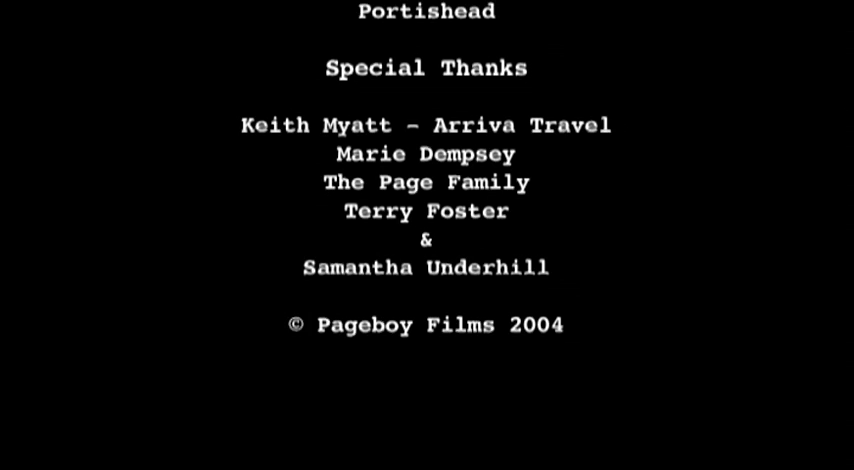 Portishead
Special Thanks
Keith Myatt - Arriva Travel
Marie Dempsey
The Page Family
Terry Foster
&
Samantha Underhill
© Pageboy Films 2004